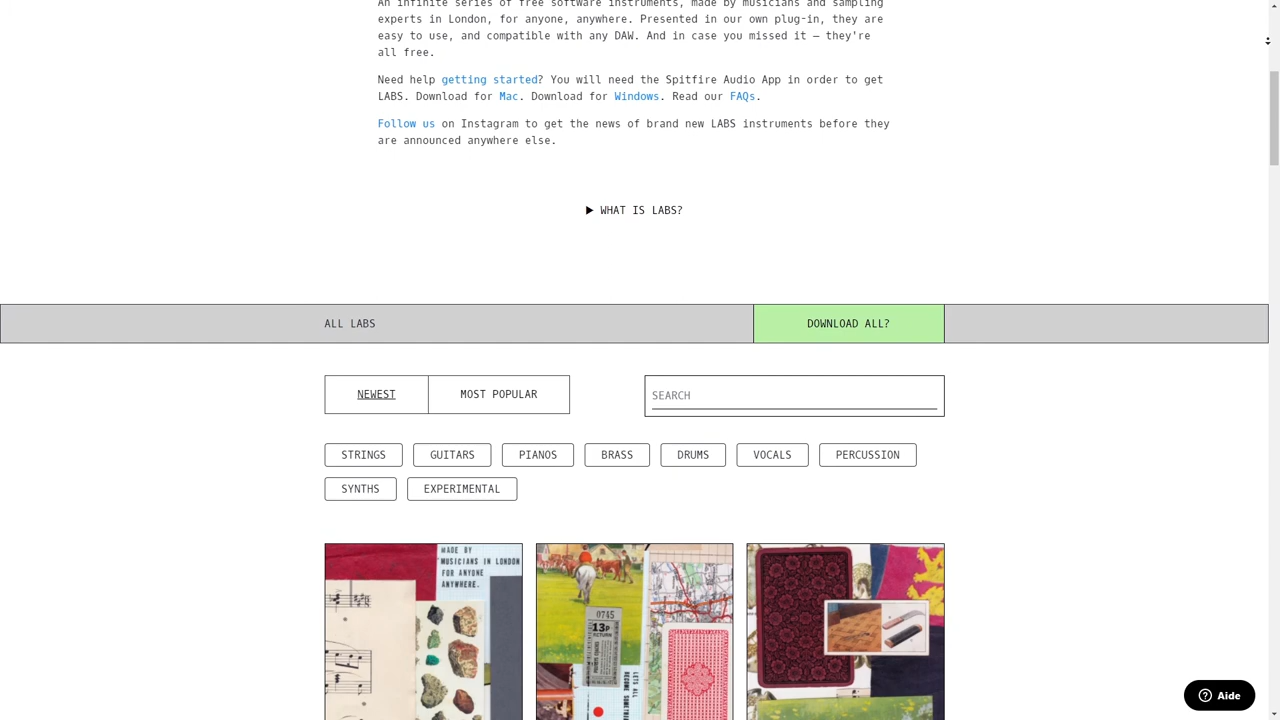 An infinite series of free software instruments, made by musicians and sampling
experts in London, for anyone, anywhere. Presented in our own plug-in, they are
easy to use, and compatible with any DAW. And in case you missed it — they're
all free.
Need help getting started? You will need the Spitfire Audio App in order to get
LABS. Download for Mac. Download for Windows. Read our FAQs.
Follow us on Instagram to get the news of brand new LABS instruments before they
are announced anywhere else.
▶ WHAT IS LABS?
ALL LABS
DOWNLOAD ALL?
NEWEST
MOST POPULAR
SEARCH
STRINGS
GUITARS
PIANOS
BRASS
DRUMS
VOCALS
PERCUSSION
SYNTHS
EXPERIMENTAL
MADE BY
MUSICIANS IN LONDON
FOR ANYONE
ANYWHERE.
0745
13P
RETURN
LETS ALL
BECOME SOMETHING
Aide